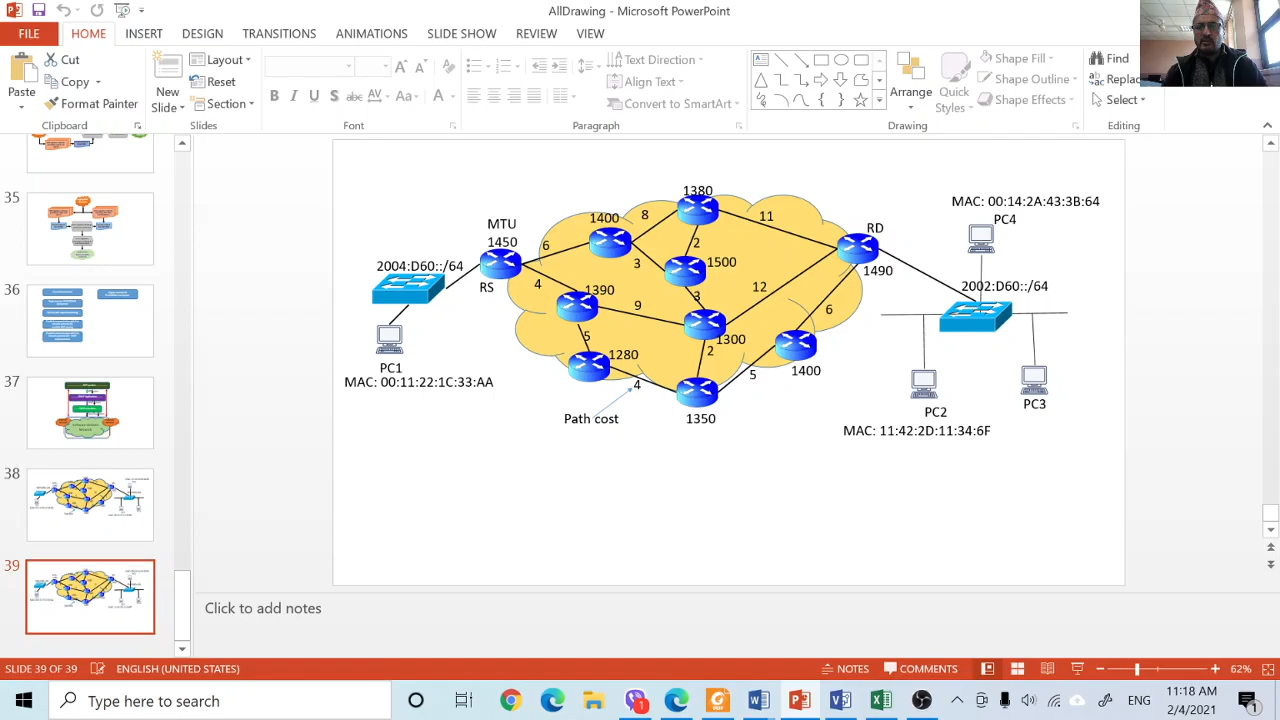 AllDrawing - Microsoft PowerPoint
FILE HOME INSERT DESIGN TRANSITIONS ANIMATIONS SLIDE SHOW REVIEW VIEW
Paste
Cut
Copy
Format Painter
Clipboard
New
Slide
Layout
Reset
Section
Slides
B I U S abc AV Aa A
Font
Text Direction
Align Text
Convert to SmartArt
Paragraph
Arrange
Styles
Shape Fill
Shape Outline
Shape Effects
Drawing
Find
Replac
Select
Editing
35
36
37
38
39
MTU
1450
RS
2004:D60::/64
PC1
MAC: 00:11:22:1C:33:AA
1400
1380
1500
1390
1300
1280
1350
1400
6
8
11
2
3
4
3
9
12
5
2
6
4
5
Path cost
RD
1490
MAC: 00:14:2A:43:3B:64
PC4
2002:D60::/64
PC2
MAC: 11:42:2D:11:34:6F
PC3
Click to add notes
SLIDE 39 OF 39 ENGLISH (UNITED STATES) NOTES COMMENTS 62%
Type here to search
1
ENG
11:18 AM
2/4/2021
1